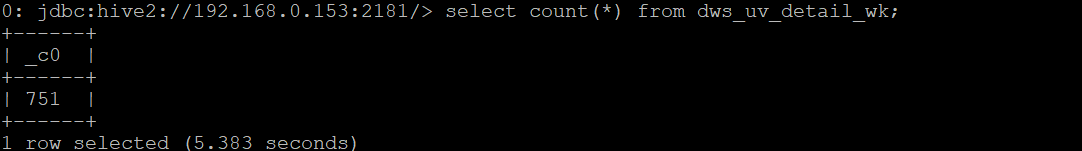 0: jdbc:hive2://192.168.0.153:2181/> select count(*) from dws_uv_detail_wk;
+------+
| _c0  |
+------+
| 751  |
+------+
1 row selected (5.383 seconds)